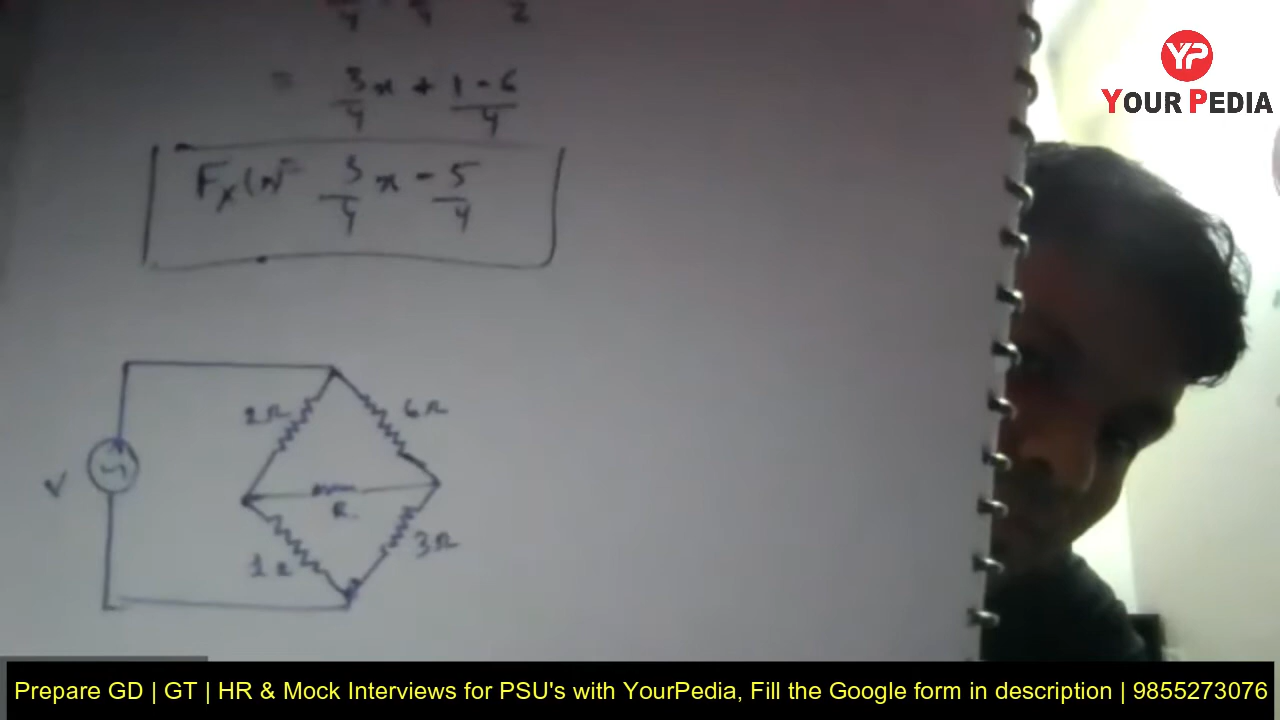 YP
YOUR PEDIA
= 3/4 x + 1-6/4
Fx(x) = 3/4 x - 5/4
2Ω
6Ω
V
R
1Ω
3Ω
Prepare GD | GT | HR & Mock Interviews for PSU's with YourPedia, Fill the Google form in description | 9855273076